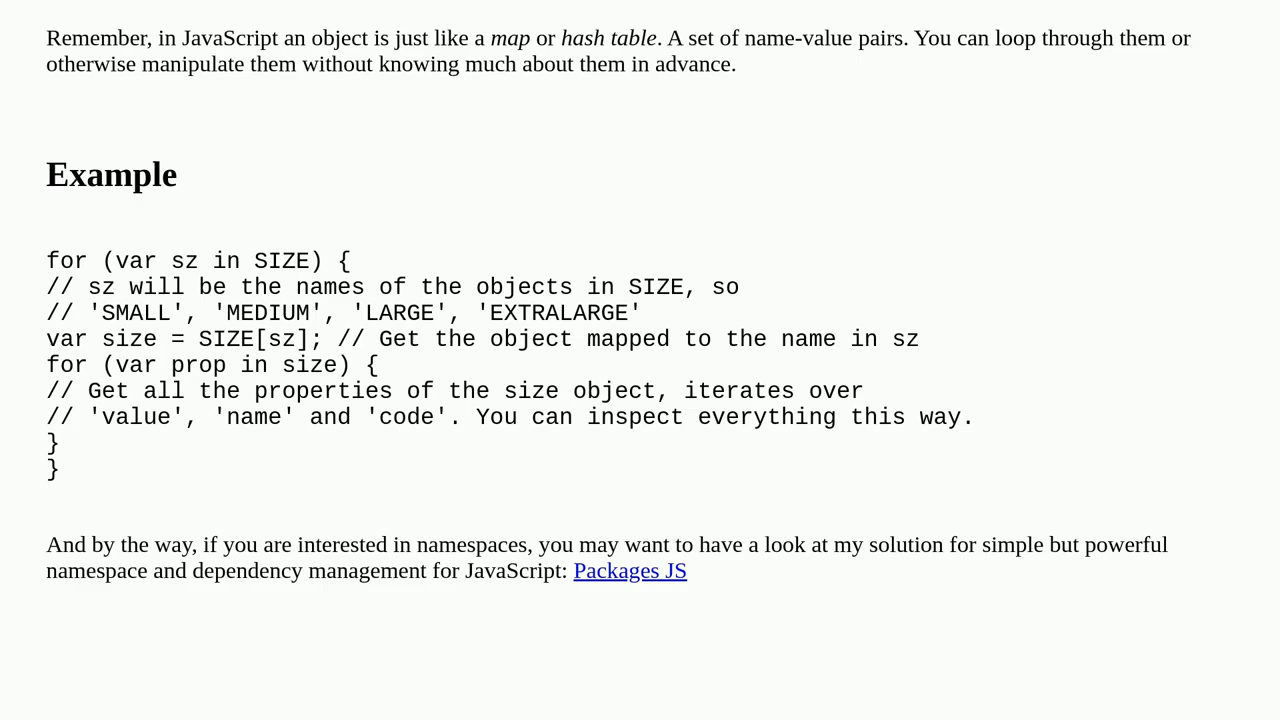 Remember, in JavaScript an object is just like a map or hash table. A set of name-value pairs. You can loop through them or
otherwise manipulate them without knowing much about them in advance.
Example
for (var sz in SIZE) {
// sz will be the names of the objects in SIZE, so
// 'SMALL', 'MEDIUM', 'LARGE', 'EXTRALARGE'
var size = SIZE[sz]; // Get the object mapped to the name in sz
for (var prop in size) {
// Get all the properties of the size object, iterates over
// 'value', 'name' and 'code'. You can inspect everything this way.
}
}
And by the way, if you are interested in namespaces, you may want to have a look at my solution for simple but powerful
namespace and dependency management for JavaScript: Packages JS